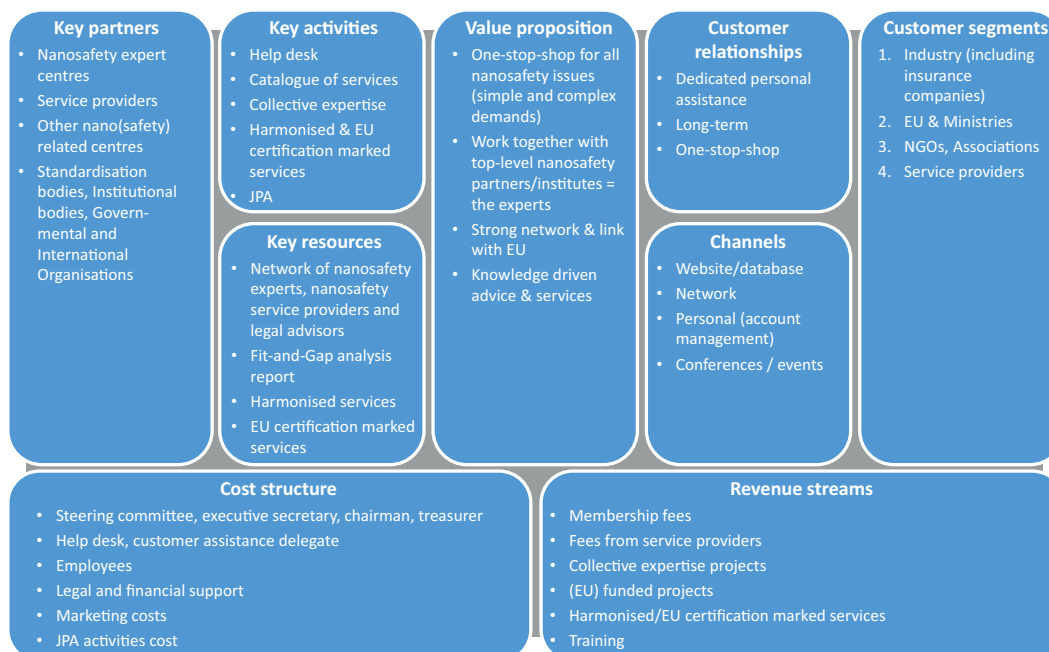 Key partners
• Nanosafety expert
centres
• Service providers
• Other nano(safety)
related centres
• Standardisation
bodies, Institutional
bodies, Govern-
mental and
International
Organisations
Key activities
• Help desk
• Catalogue of services
• Collective expertise
• Harmonised & EU
certification marked
services
• JPA
Key resources
• Network of nanosafety
experts, nanosafety
service providers and
legal advisors
• Fit-and-Gap analysis
report
• Harmonised services
• EU certification marked
services
Value proposition
• One-stop-shop for all
nanosafety issues
(simple and complex
demands)
• Work together with
top-level nanosafety
partners/institutes =
the experts
• Strong network & link
with EU
• Knowledge driven
advice & services
Customer
relationships
• Dedicated personal
assistance
• Long-term
• One-stop-shop
Channels
• Website/database
• Network
• Personal (account
management)
• Conferences / events
Customer segments
1. Industry (including
insurance
companies)
2. EU & Ministries
3. NGOs, Associations
4. Service providers
Cost structure
• Steering committee, executive secretary, chairman, treasurer
• Help desk, customer assistance delegate
• Employees
• Legal and financial support
• Marketing costs
• JPA activities cost
Revenue streams
• Membership fees
• Fees from service providers
• Collective expertise projects
• (EU) funded projects
• Harmonised/EU certification marked services
• Training